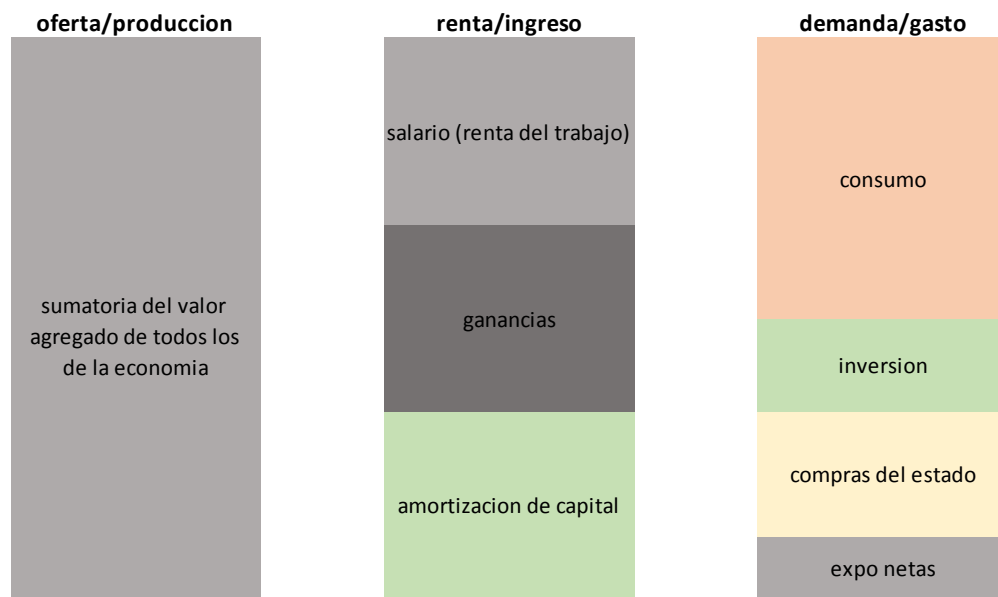 oferta/produccion
sumatoria del valor
agregado de todos los
de la economia
renta/ingreso
salario (renta del trabajo)
ganancias
amortizacion de capital
demanda/gasto
consumo
inversion
compras del estado
expo netas